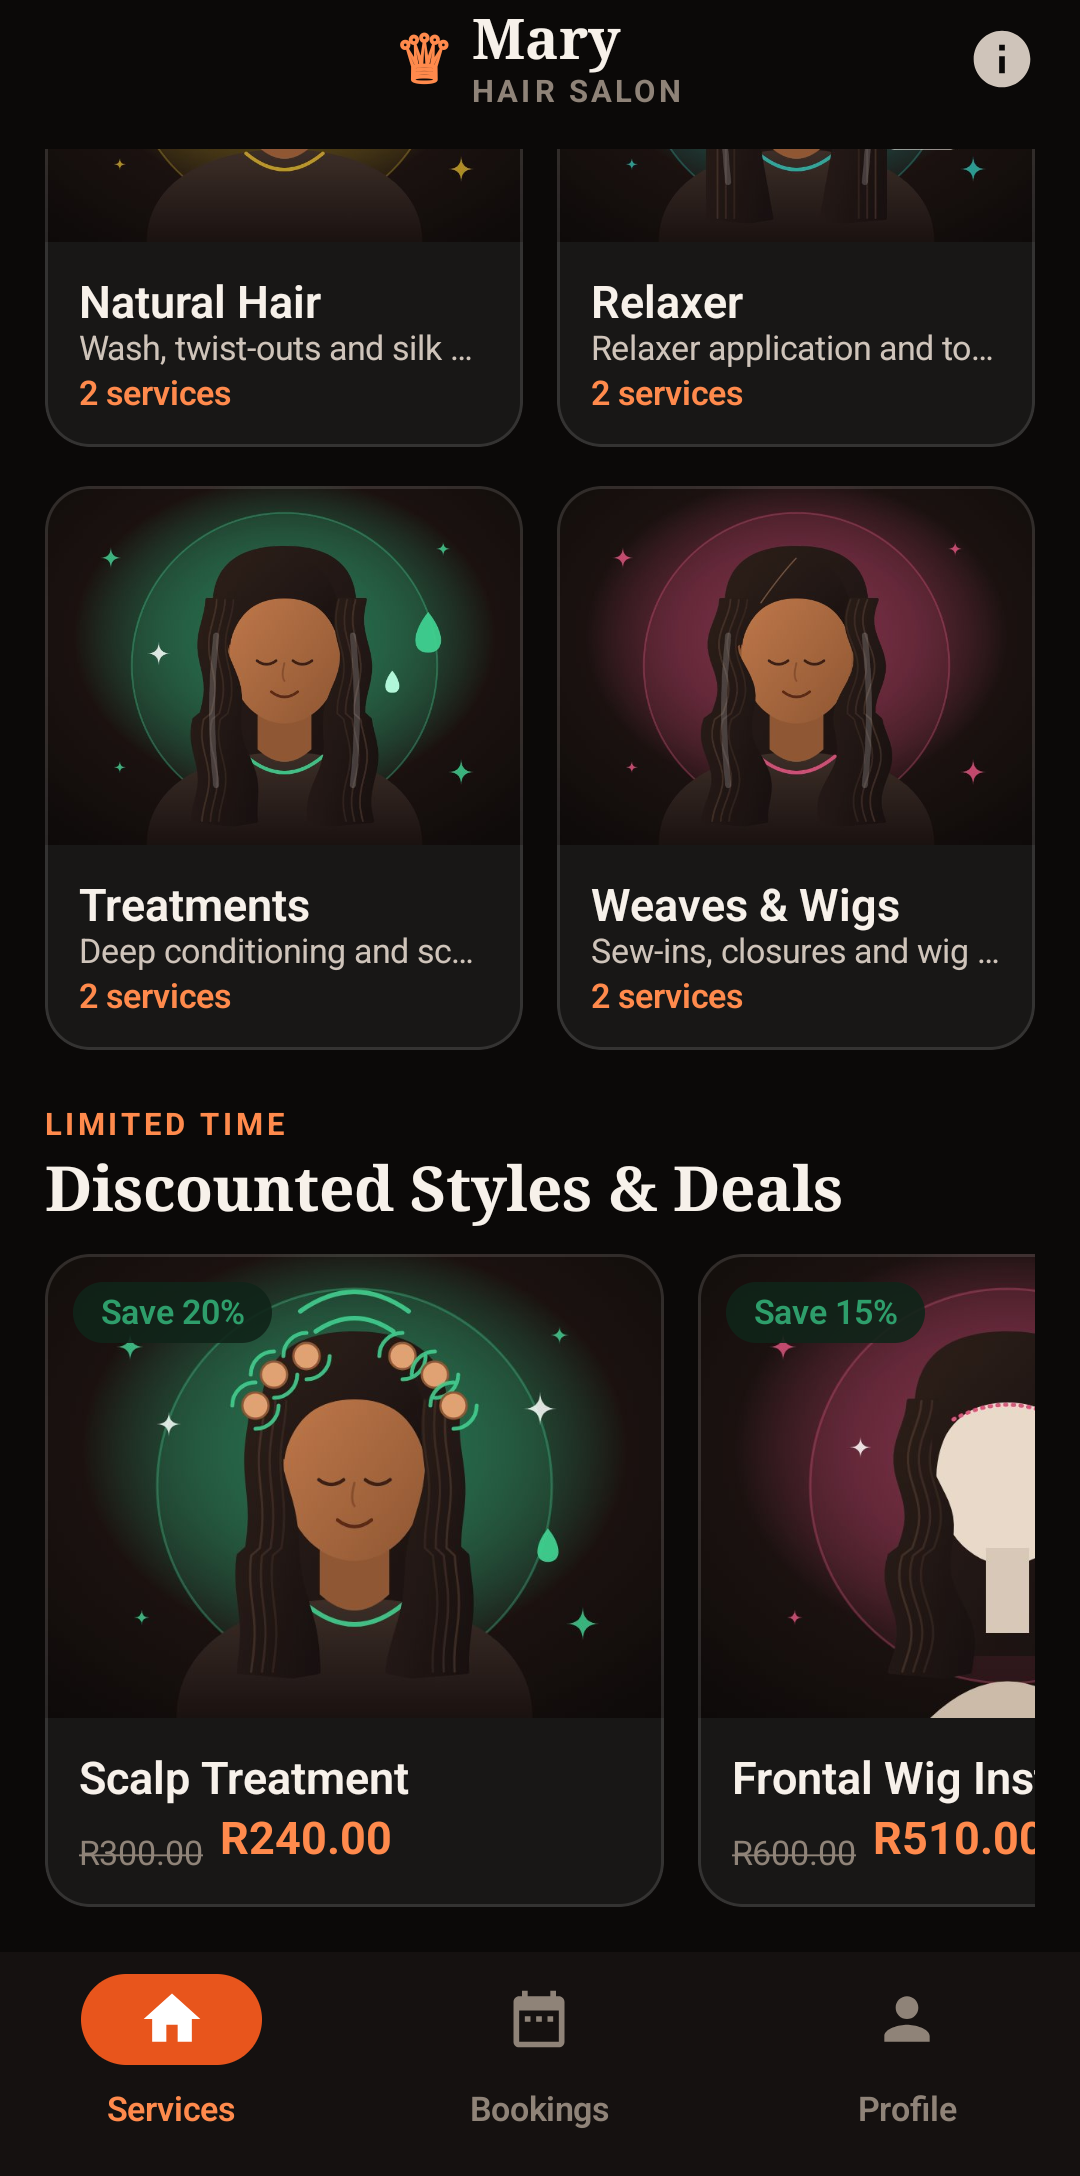 Mary
HAIR SALON
Natural Hair
Wash, twist-outs and silk ...
2 services
Relaxer
Relaxer application and to...
2 services
Treatments
Deep conditioning and sc...
2 services
Weaves & Wigs
Sew-ins, closures and wig ...
2 services
LIMITED TIME
Discounted Styles & Deals
Save 20%
Scalp Treatment
R300.00 R240.00
Save 15%
Frontal Wig Ins
R600.00 R510.00
Services
Bookings
Profile